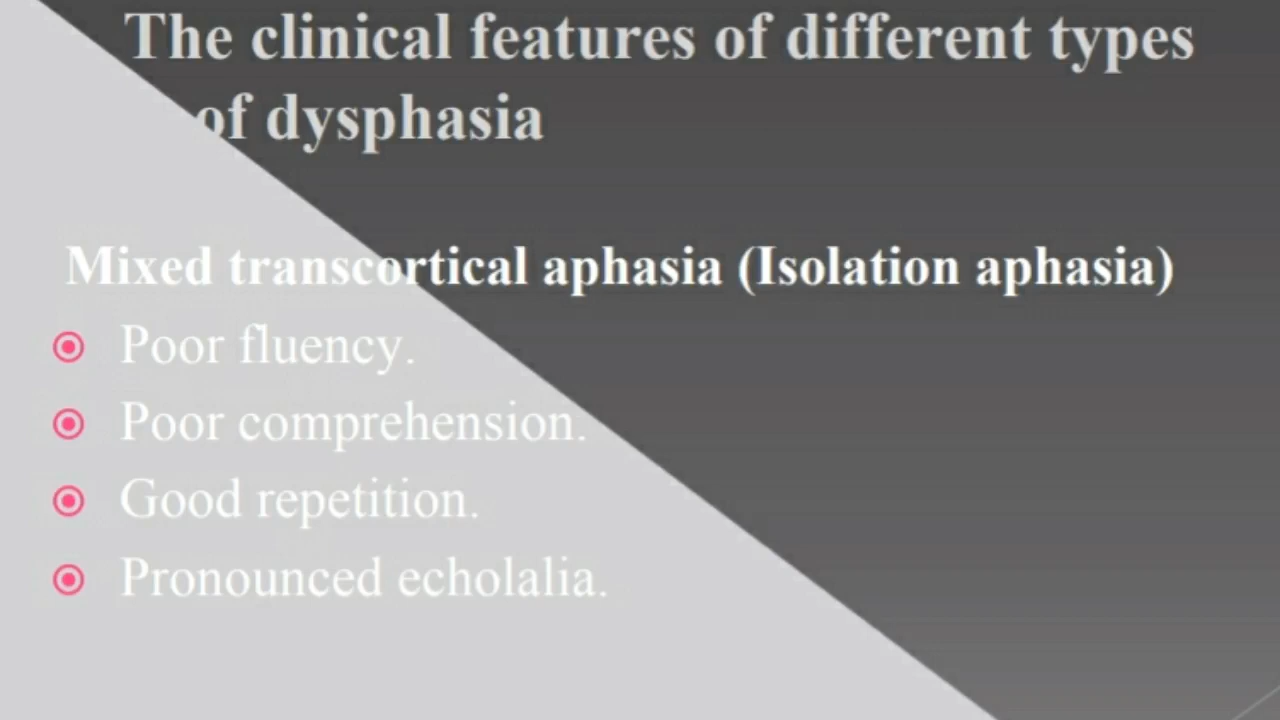 The clinical features of different types
of dysphasia
Mixed transcortical aphasia (Isolation aphasia)
Poor fluency.
Poor comprehension.
Good repetition.
Pronounced echolalia.